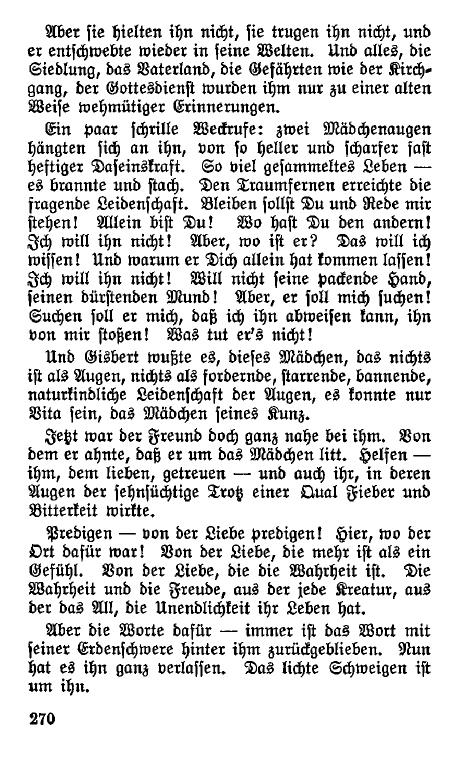 Aber sie hielten ihn nicht, sie trugen ihn nicht, und
er entschwebte wieder in seine Welten. Und alles, die
Siedlung, das Vaterland, die Gefährten wie der Kirch-
gang, der Gottesdienst wurden ihm nur zu einer alten
Weise wehmütiger Erinnerungen.
Ein paar schrille Weckrufe: zwei Mädchenaugen
hängten sich an ihn, von so heller und scharfer fast
heftiger Daseinskraft. So viel gesammeltes Leben —
es brannte und stach. Den Traumfernen erreichte die
fragende Leidenschaft. Bleiben sollst Du und Rede mir
stehen! Allein bist Du! Wo hast Du den andern!
Ich will ihn nicht! Aber, wo ist er? Das will ich
wissen! Und warum er Dich allein hat kommen lassen!
Ich will ihn nicht! Will nicht seine packende Hand,
seinen dürstenden Mund! Aber, er soll mich suchen!
Suchen soll er mich, daß ich ihn abweisen kann, ihn
von mir stoßen! Was tut er's nicht!
Und Gisbert wußte es, dieses Mädchen, das nichts
ist als Augen, nichts als fordernde, starrende, bannende,
naturkindliche Leidenschaft der Augen, es konnte nur
Vita sein, das Mädchen seines Kunz.
Jetzt war der Freund doch ganz nahe bei ihm. Von
dem er ahnte, daß er um das Mädchen litt. Helfen —
ihm, dem lieben, getreuen — und auch ihr, in deren
Augen der sehnsüchtige Trotz einer Qual Fieber und
Bitterkeit wirkte.
Predigen — von der Liebe predigen! Hier, wo der
Ort dafür war! Von der Liebe, die mehr ist als ein
Gefühl. Von der Liebe, die die Wahrheit ist. Die
Wahrheit und die Freude, aus der jede Kreatur, aus
der das All, die Unendlichkeit ihr Leben hat.
Aber die Worte dafür — immer ist das Wort mit
seiner Erdenschwere hinter ihm zurückgeblieben. Nun
hat es ihn ganz verlassen. Das lichte Schweigen ist
um ihn.
270